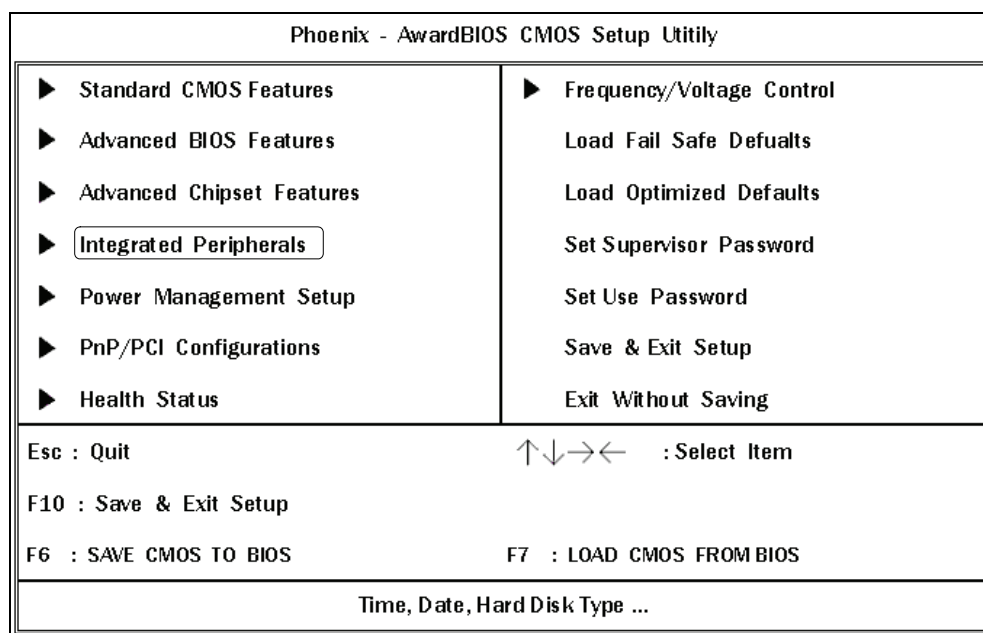 Phoenix - AwardBIOS CMOS Setup Utitily
▶ Standard CMOS Features
▶ Advanced BIOS Features
▶ Advanced Chipset Features
▶ Integrated Peripherals
▶ Power Management Setup
▶ PnP/PCI Configurations
▶ Health Status
▶ Frequency/Voltage Control
Load Fail Safe Defualts
Load Optimized Defaults
Set Supervisor Password
Set Use Password
Save & Exit Setup
Exit Without Saving
Esc : Quit
↑↓→← : Select Item
F10 : Save & Exit Setup
F6 : SAVE CMOS TO BIOS
F7 : LOAD CMOS FROM BIOS
Time, Date, Hard Disk Type ...